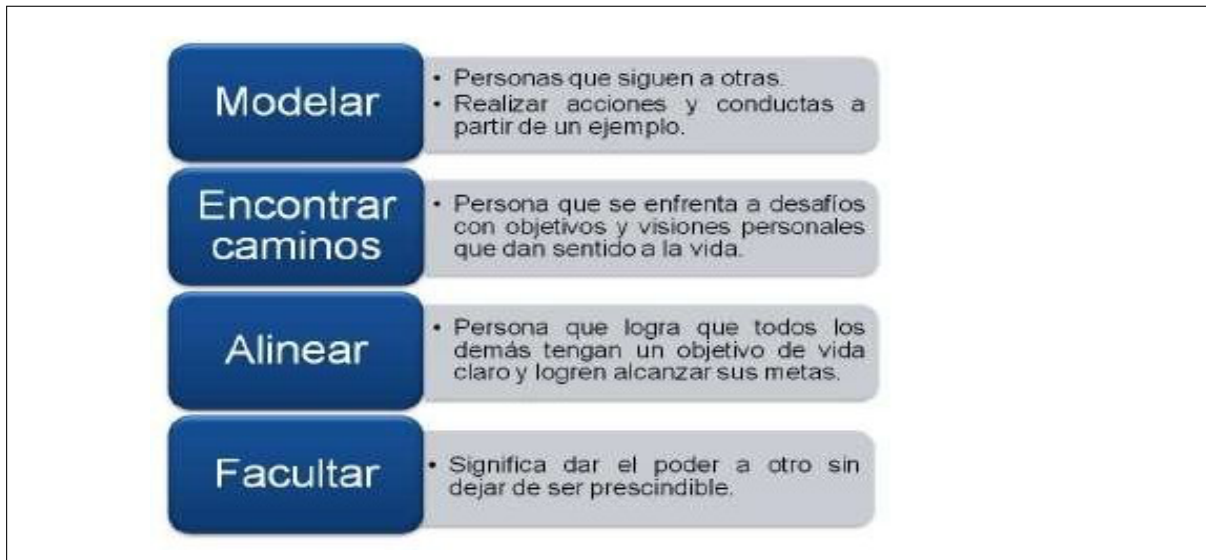 Modelar
• Personas que siguen a otras.
• Realizar acciones y conductas a
partir de un ejemplo.
Encontrar
caminos
• Persona que se enfrenta a desafíos
con objetivos y visiones personales
que dan sentido a la vida.
Alinear
• Persona que logra que todos los
demás tengan un objetivo de vida
claro y logren alcanzar sus metas.
Facultar
• Significa dar el poder a otro sin
dejar de ser prescindible.